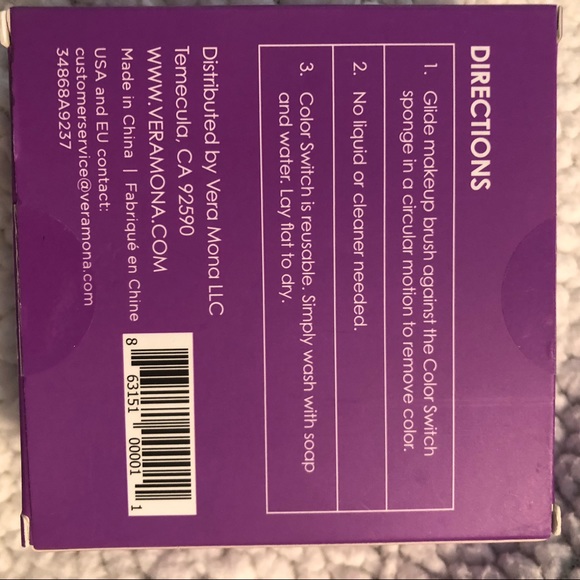 DIRECTIONS
1. Glide makeup brush against the Color Switch
sponge in a circular motion to remove color.
2. No liquid or cleaner needed.
3. Color Switch is reusable. Simply wash with soap
and water. Lay flat to dry.
Distributed by Vera Mona LLC
Temecula, CA 92590
WWW.VERAMONA.COM
Made in China | Fabriqué en Chine
USA and EU contact:
customerservice@veramona.com
34868A9237
8 63151 00001 1